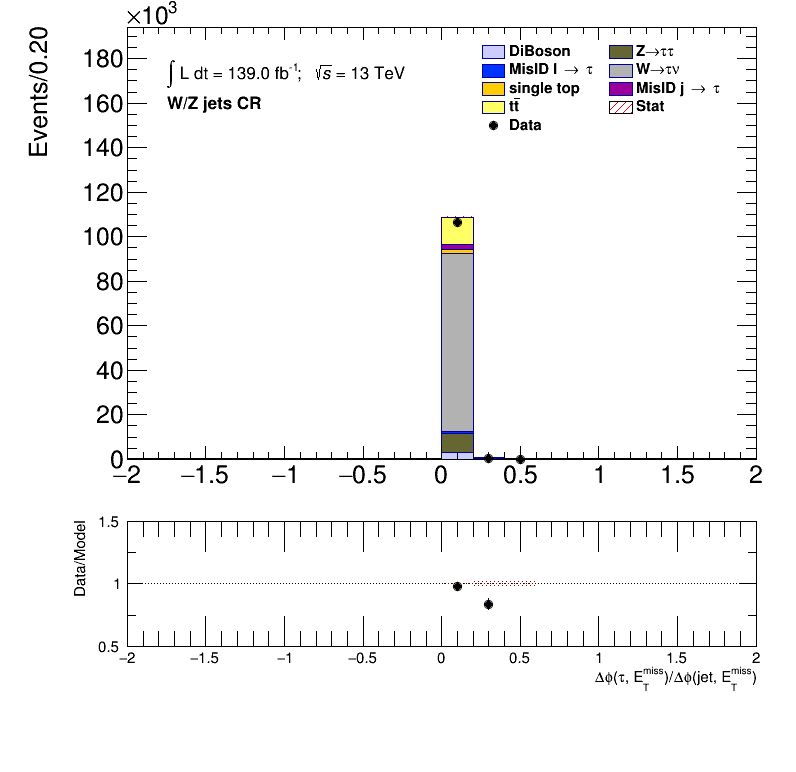 ×10³
Events/0.20
180
160
140
120
100
80
60
40
20
0
∫ L dt = 139.0 fb⁻¹; √s = 13 TeV
W/Z jets CR
DiBoson
Z→ττ
MisID l → τ
W→τν
single top
MisID j → τ
tt̄
Stat
Data
−2 −1.5 −1 −0.5 0 0.5 1 1.5 2
Data/Model
1.5
1
0.5
−2 −1.5 −1 −0.5 0 0.5 1 1.5 2
Δϕ(τ, E_T^miss)/Δϕ(jet, E_T^miss)